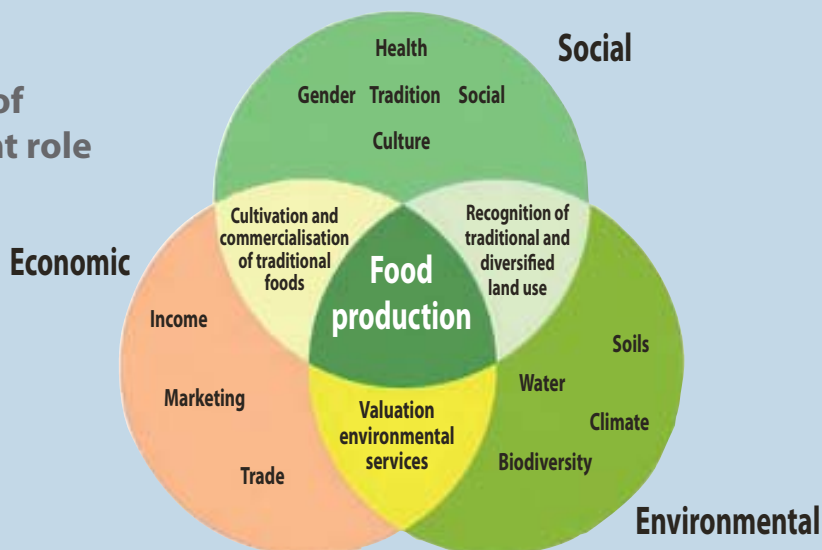 of
t role
Social
Health
Gender Tradition Social
Culture
Economic
Cultivation and
commercialisation
of traditional
foods
Recognition of
traditional and
diversified
land use
Food
production
Income
Marketing
Trade
Soils
Water
Climate
Biodiversity
Valuation
environmental
services
Environmental